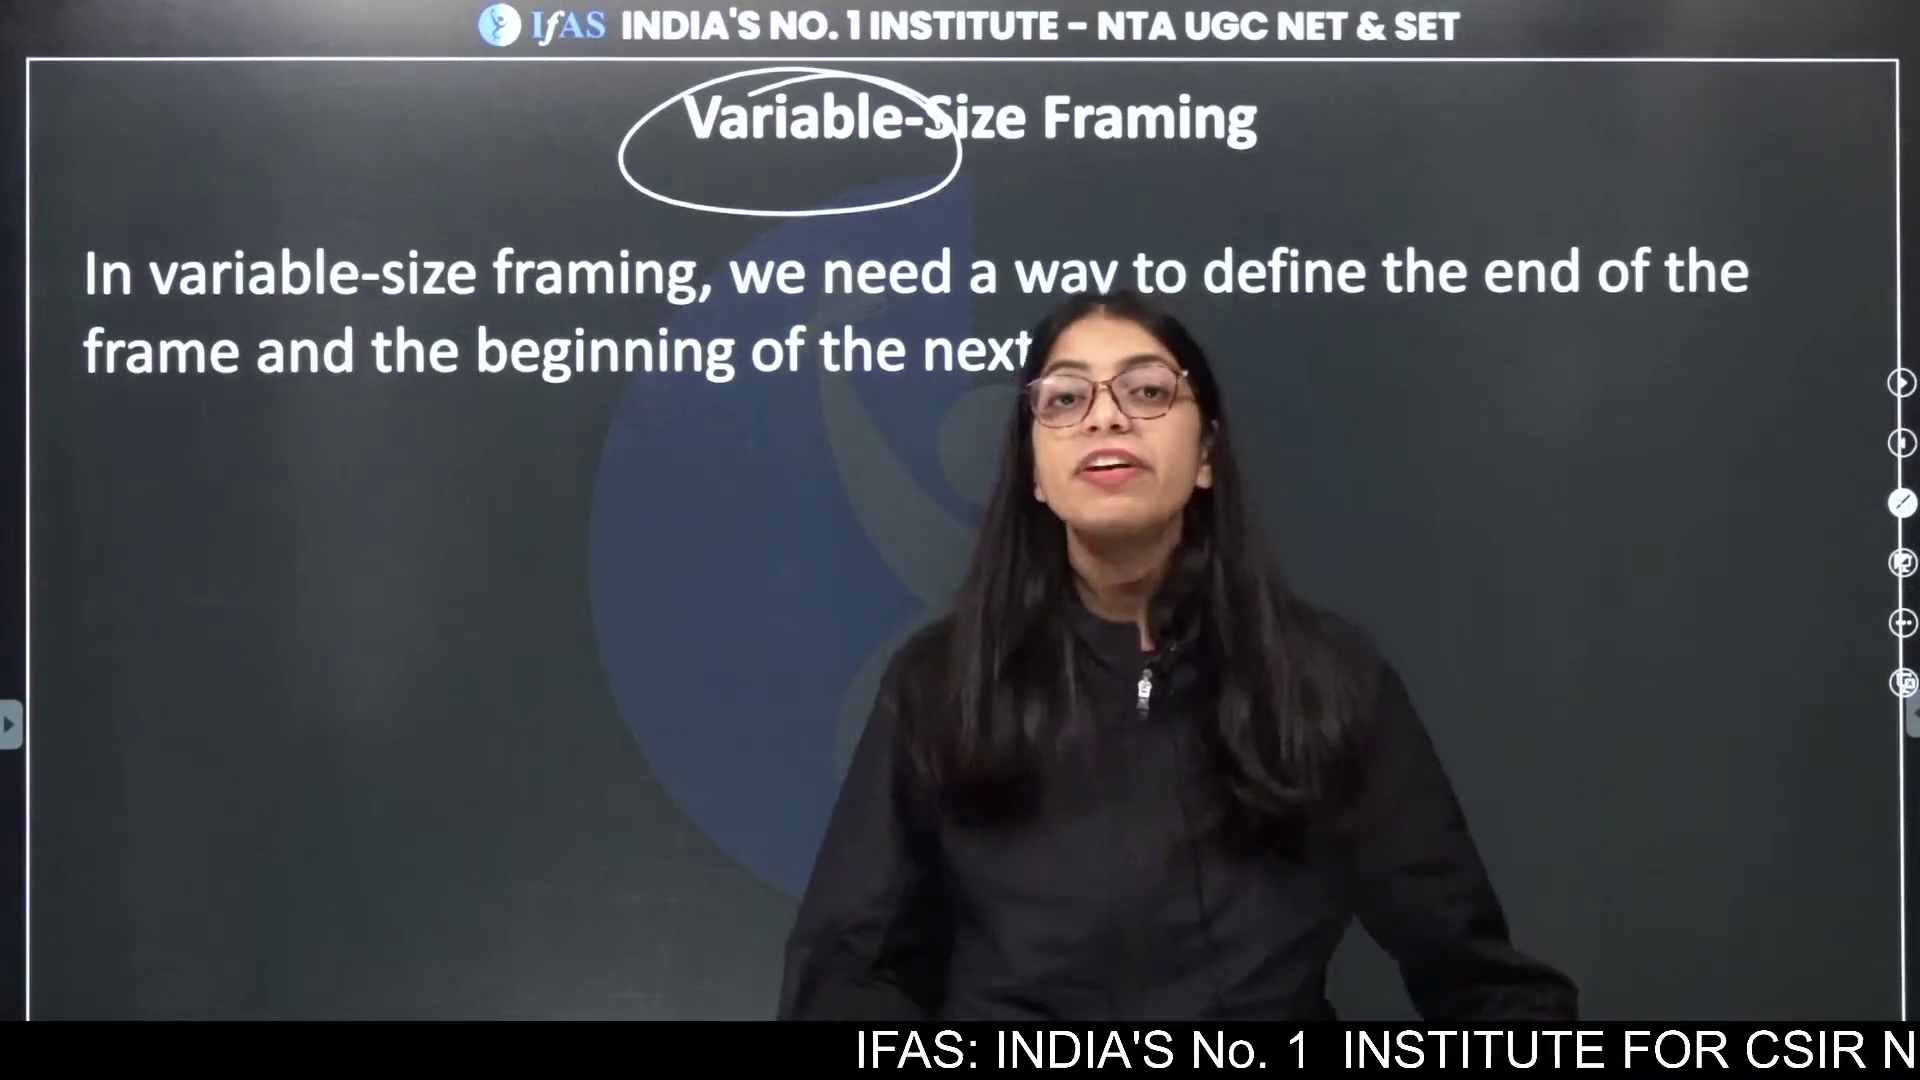 IfAS INDIA'S NO. 1 INSTITUTE - NTA UGC NET & SET
Variable-Size Framing
In variable-size framing, we need a way to define the end of the
frame and the beginning of the next
IFAS: INDIA'S No. 1 INSTITUTE FOR CSIR N